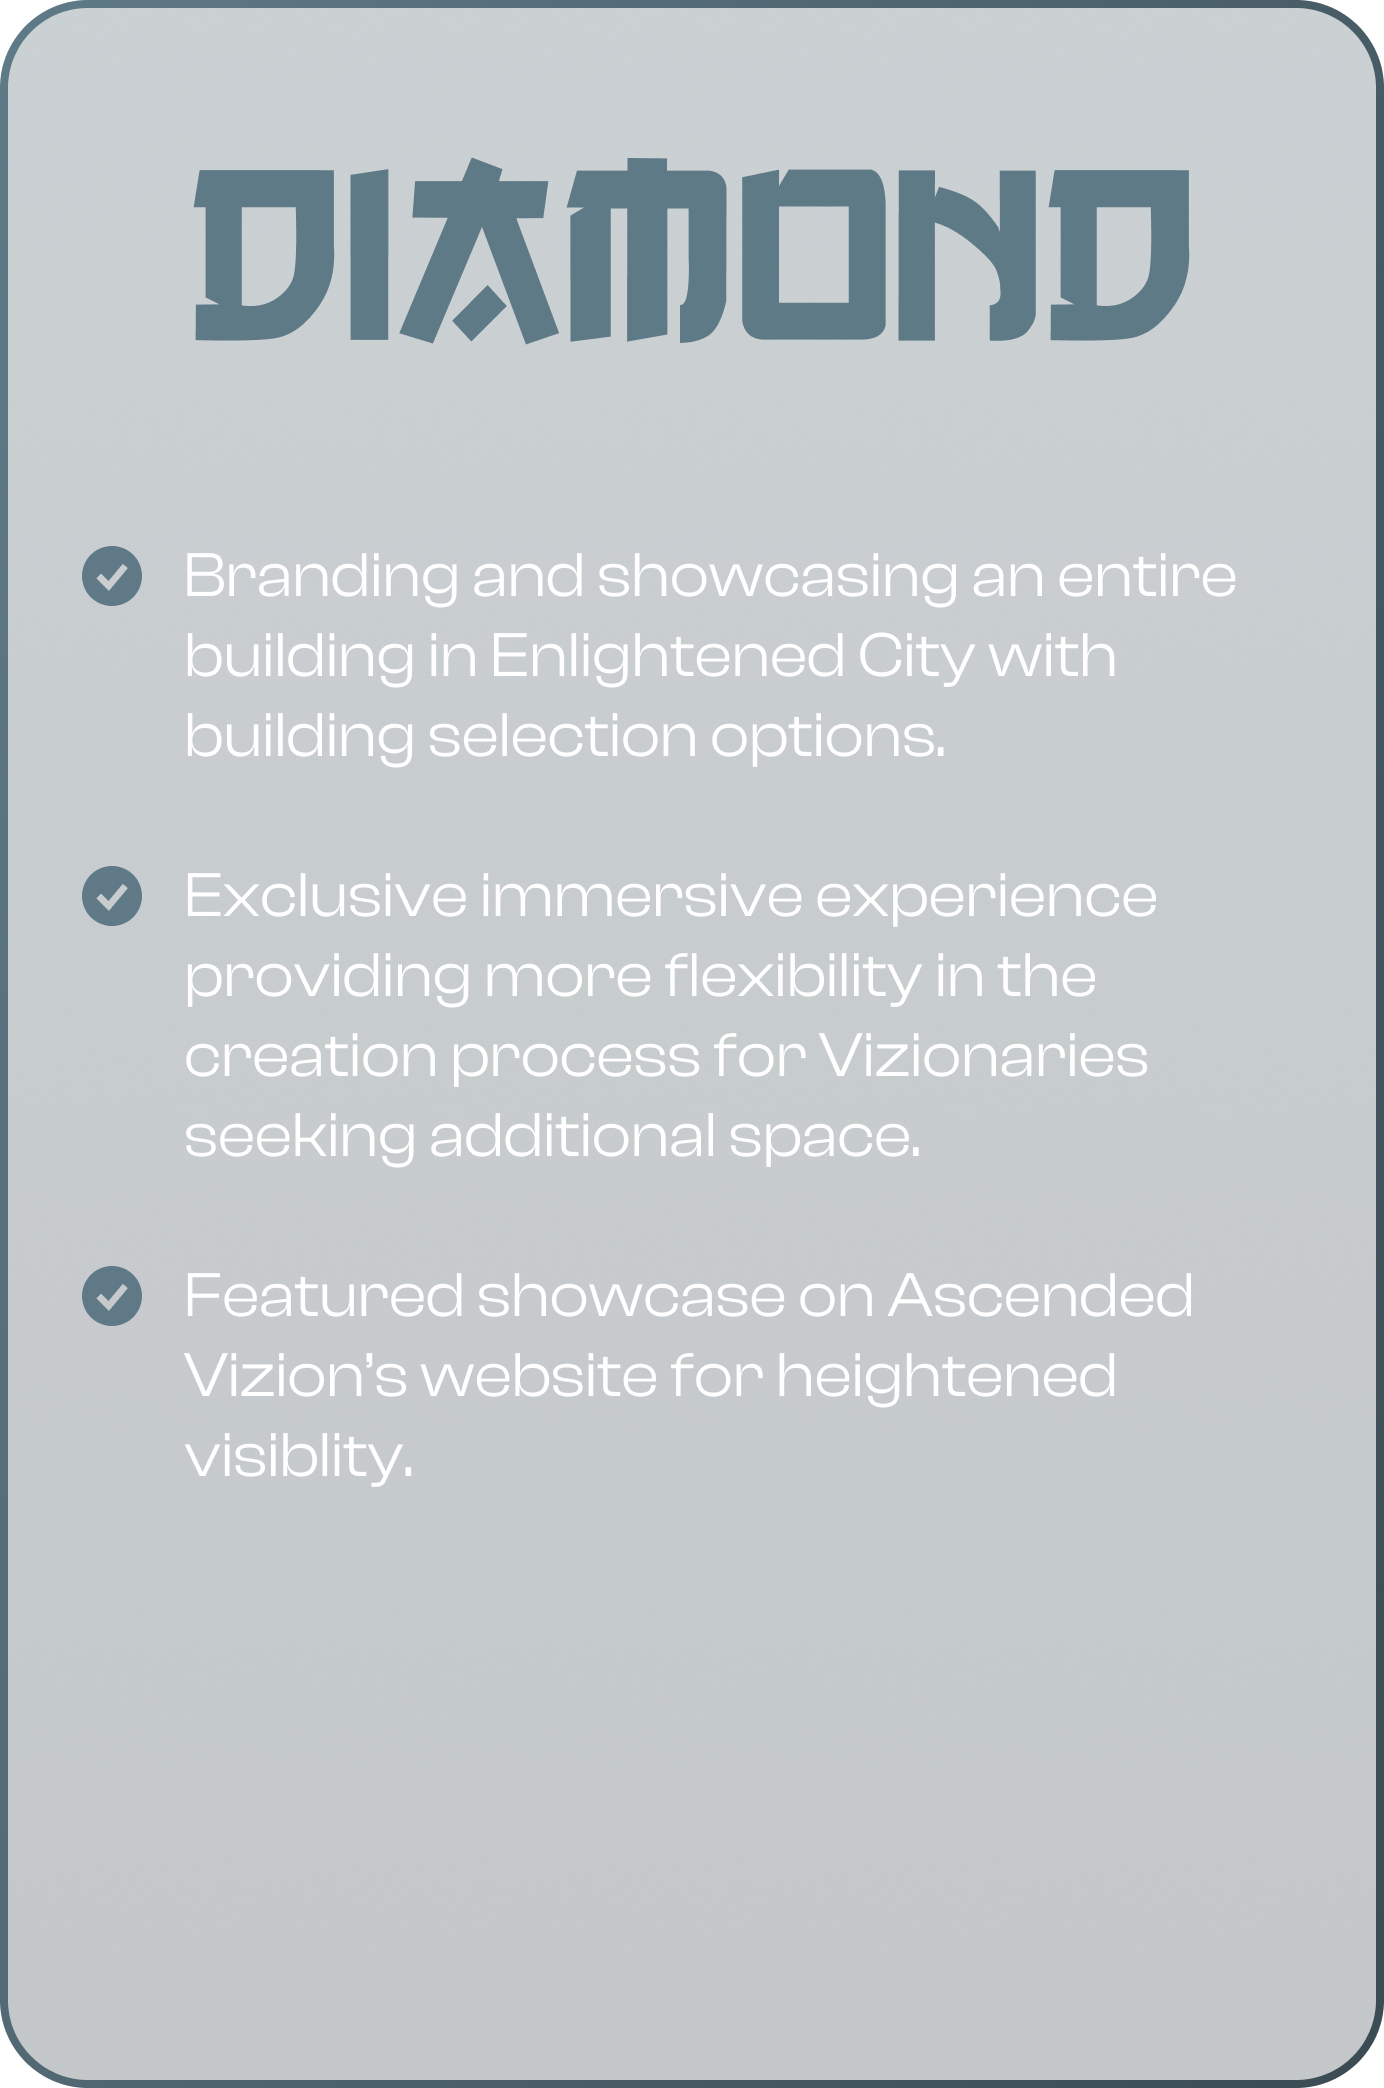 DIAMOND
Branding and showcasing an entire
building in Enlightened City with
building selection options.
Exclusive immersive experience
providing more flexibility in the
creation process for Vizionaries
seeking additional space.
Featured showcase on Ascended
Vizion’s website for heightened
visiblity.